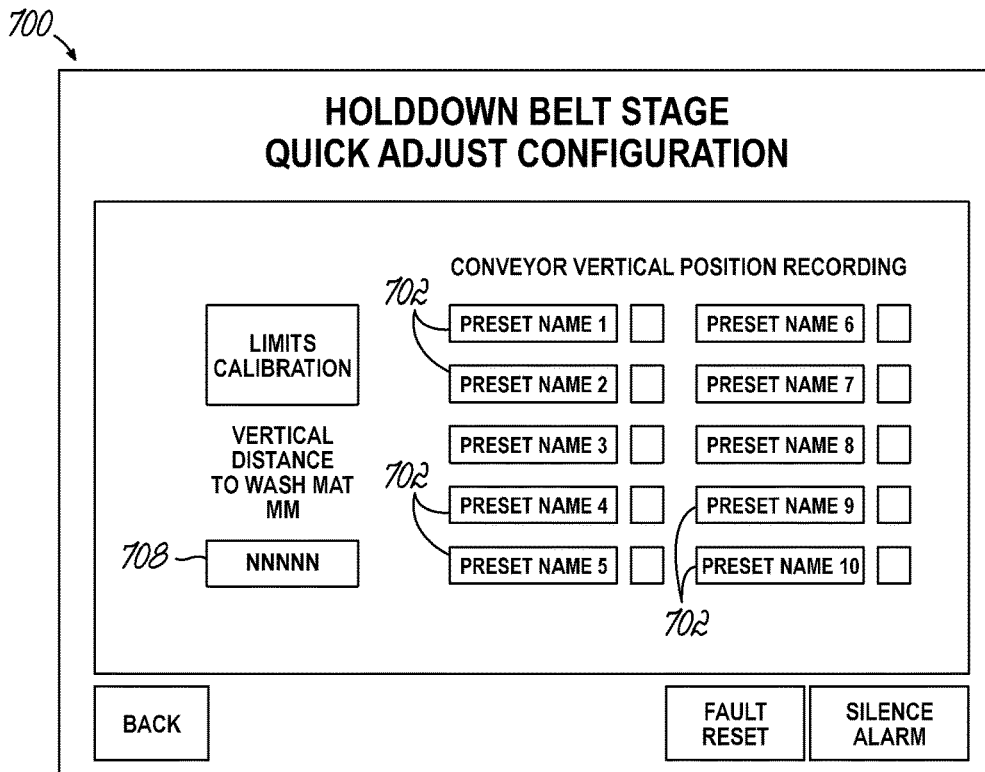 700
HOLDDOWN BELT STAGE
QUICK ADJUST CONFIGURATION
CONVEYOR VERTICAL POSITION RECORDING
LIMITS
CALIBRATION
VERTICAL
DISTANCE
TO WASH MAT
MM
708
NNNNN
702
PRESET NAME 1
PRESET NAME 2
PRESET NAME 3
702
PRESET NAME 4
PRESET NAME 5
PRESET NAME 6
PRESET NAME 7
PRESET NAME 8
PRESET NAME 9
PRESET NAME 10
702
BACK
FAULT
RESET
SILENCE
ALARM